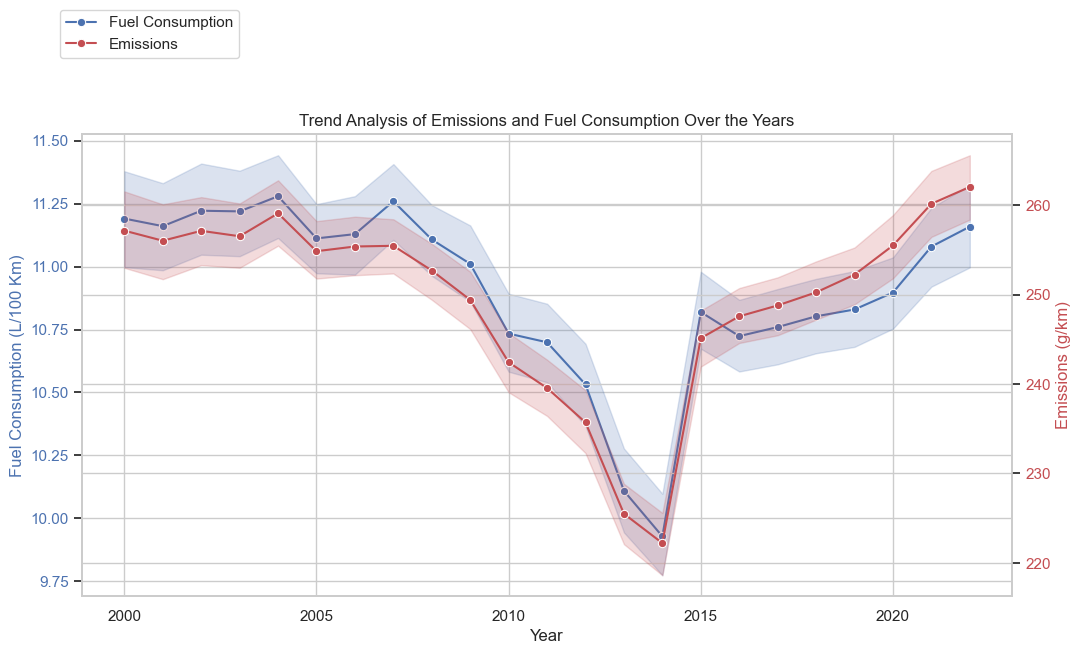 Fuel Consumption
Emissions
Trend Analysis of Emissions and Fuel Consumption Over the Years
11.50
11.25
11.00
10.75
10.50
10.25
10.00
9.75
Fuel Consumption (L/100 Km)
260
250
240
230
220
Emissions (g/km)
2000 2005 2010 2015 2020
Year